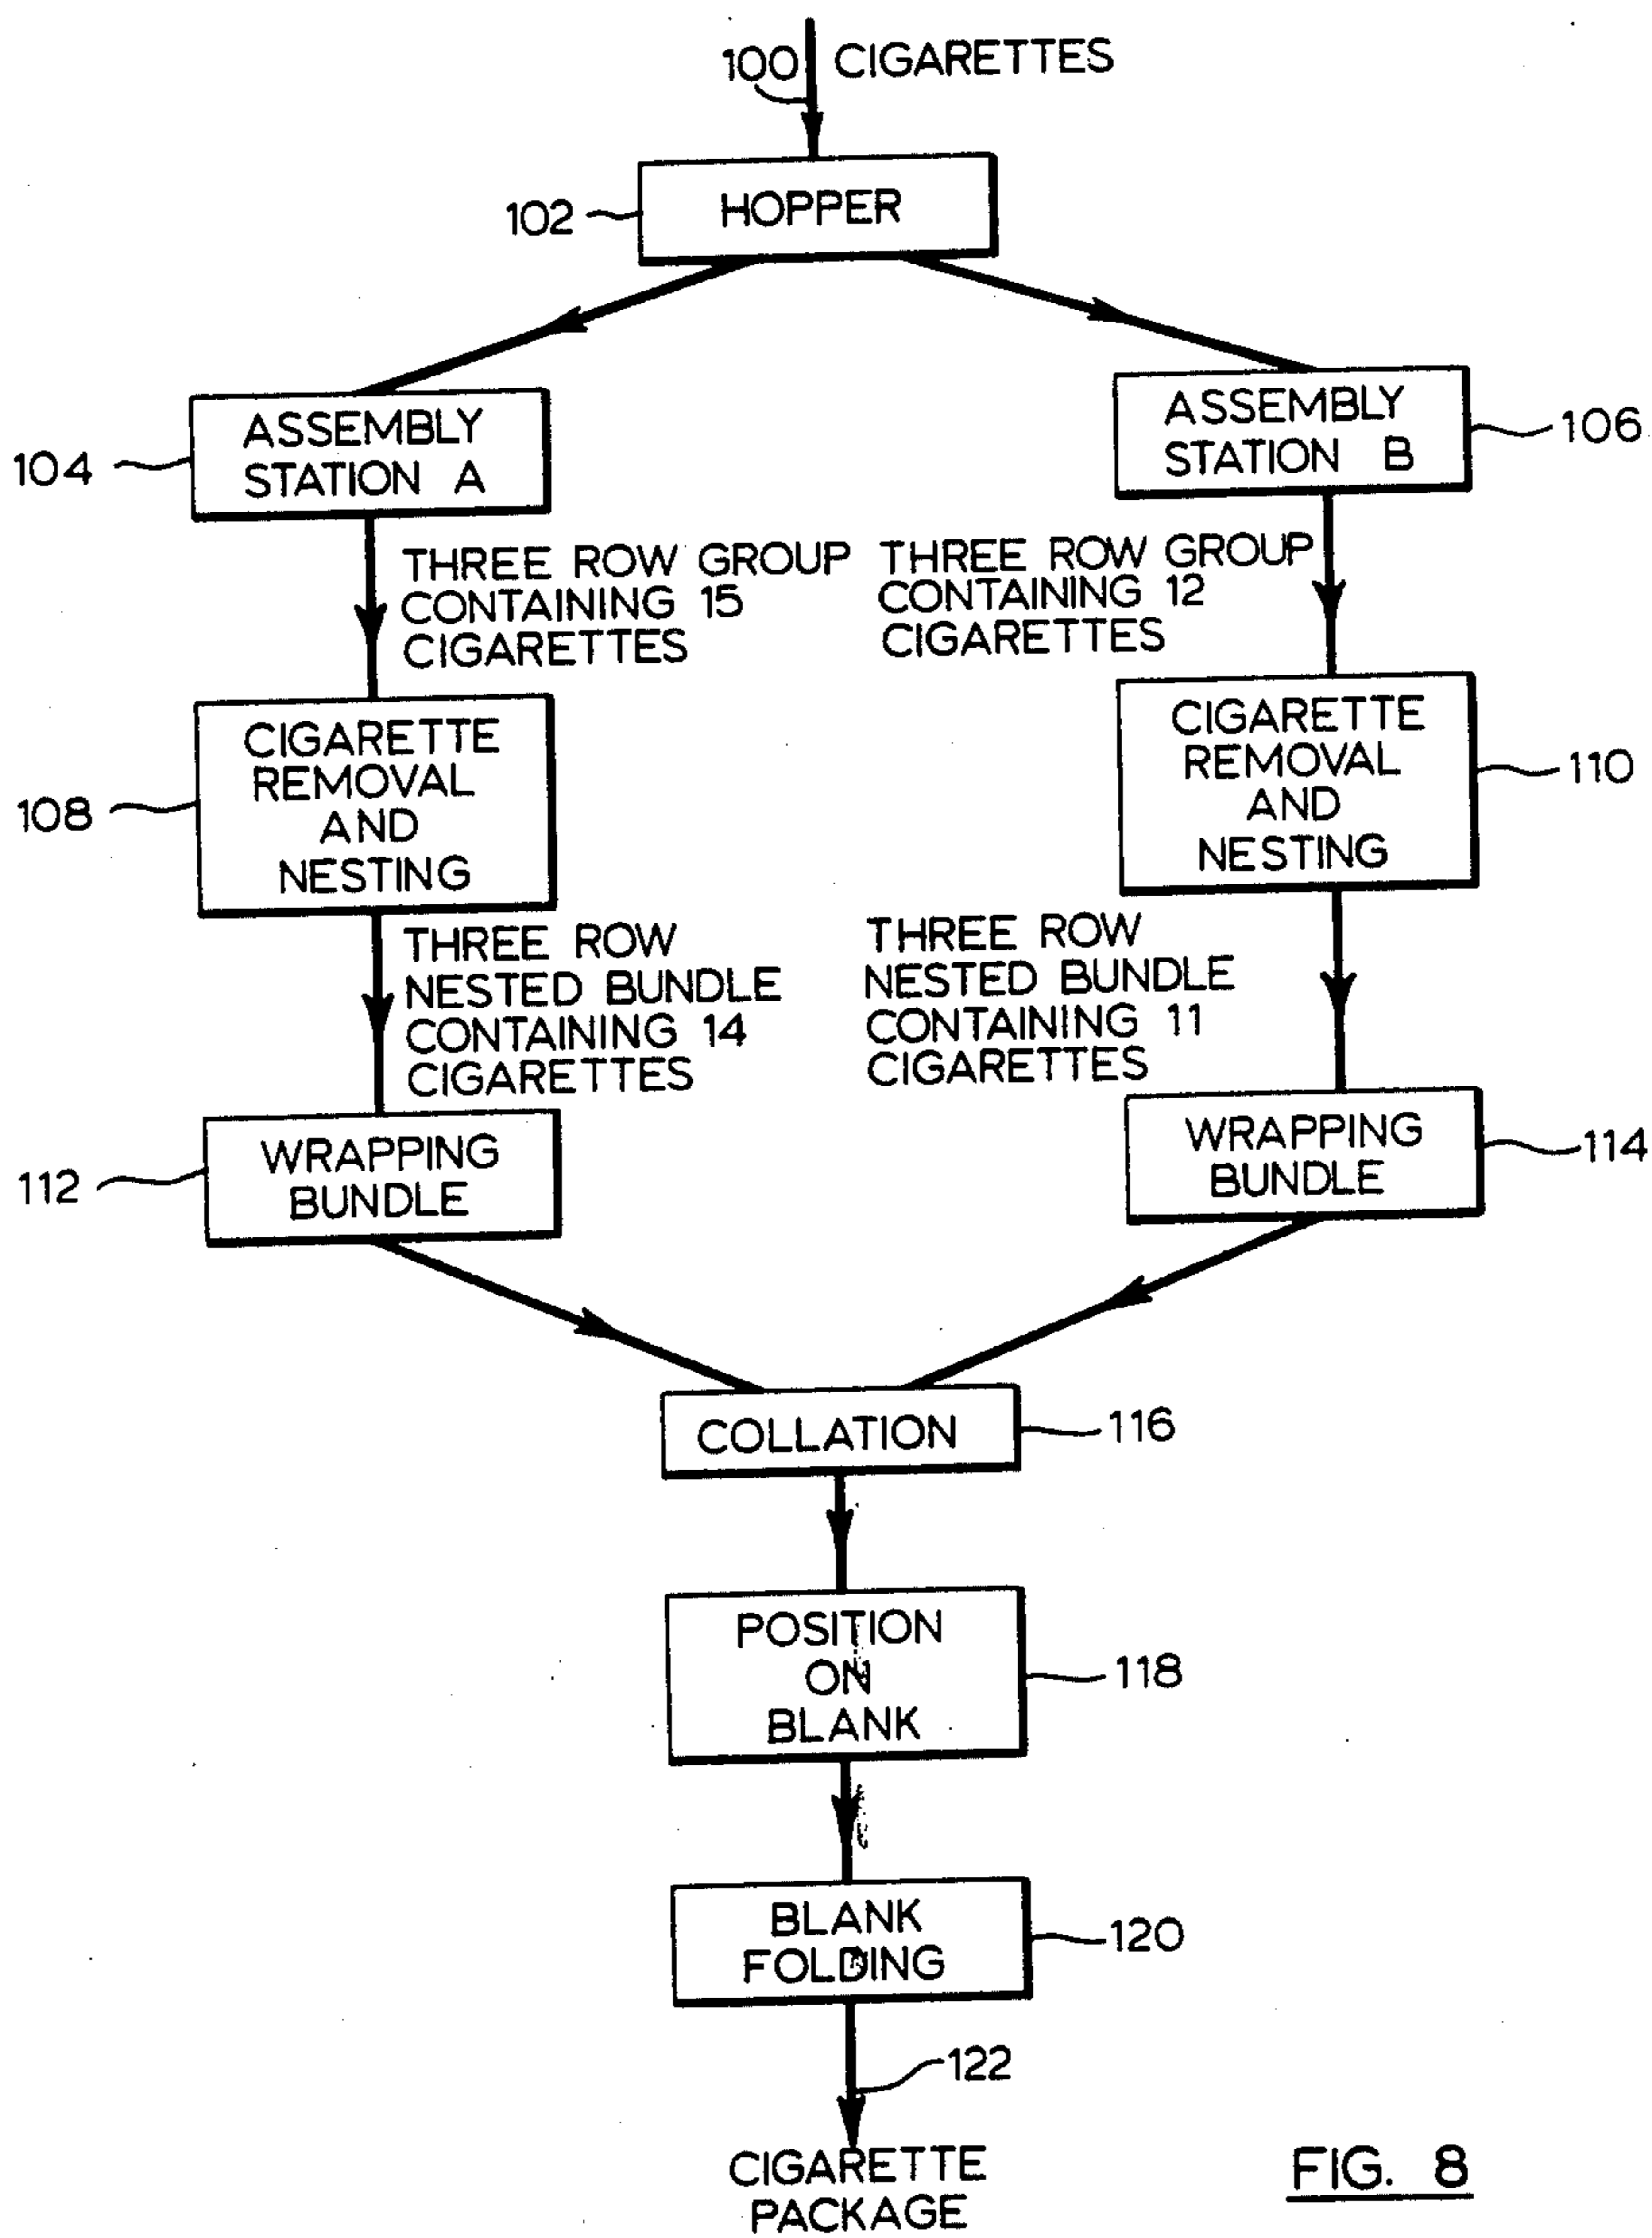 100 CIGARETTES
102 HOPPER
104
ASSEMBLY
STATION A
ASSEMBLY
STATION B
106
THREE ROW GROUP
CONTAINING 15
CIGARETTES
THREE ROW GROUP
CONTAINING 12
CIGARETTES
108
CIGARETTE
REMOVAL
AND
NESTING
CIGARETTE
REMOVAL
AND
NESTING
110
THREE ROW
NESTED BUNDLE
CONTAINING 14
CIGARETTES
THREE ROW
NESTED BUNDLE
CONTAINING 11
CIGARETTES
112
WRAPPING
BUNDLE
WRAPPING
BUNDLE
114
COLLATION 116
POSITION
ON
BLANK
118
BLANK
FOLDING
120
122
CIGARETTE
PACKAGE
FIG. 8